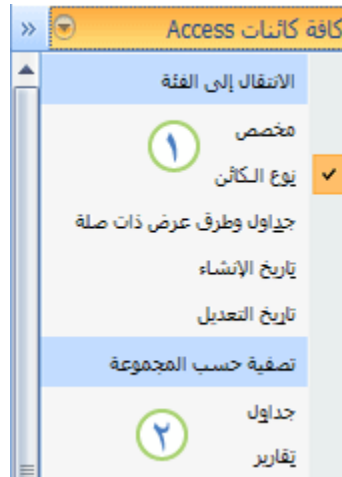 كافة كائنات Access
الانتقال إلى الفئة
مخصص
١
نوع الكائن
جداول وطرق عرض ذات صلة
تاريخ الإنشاء
تاريخ التعديل
تصفية حسب المجموعة
جداول
٢
تقارير